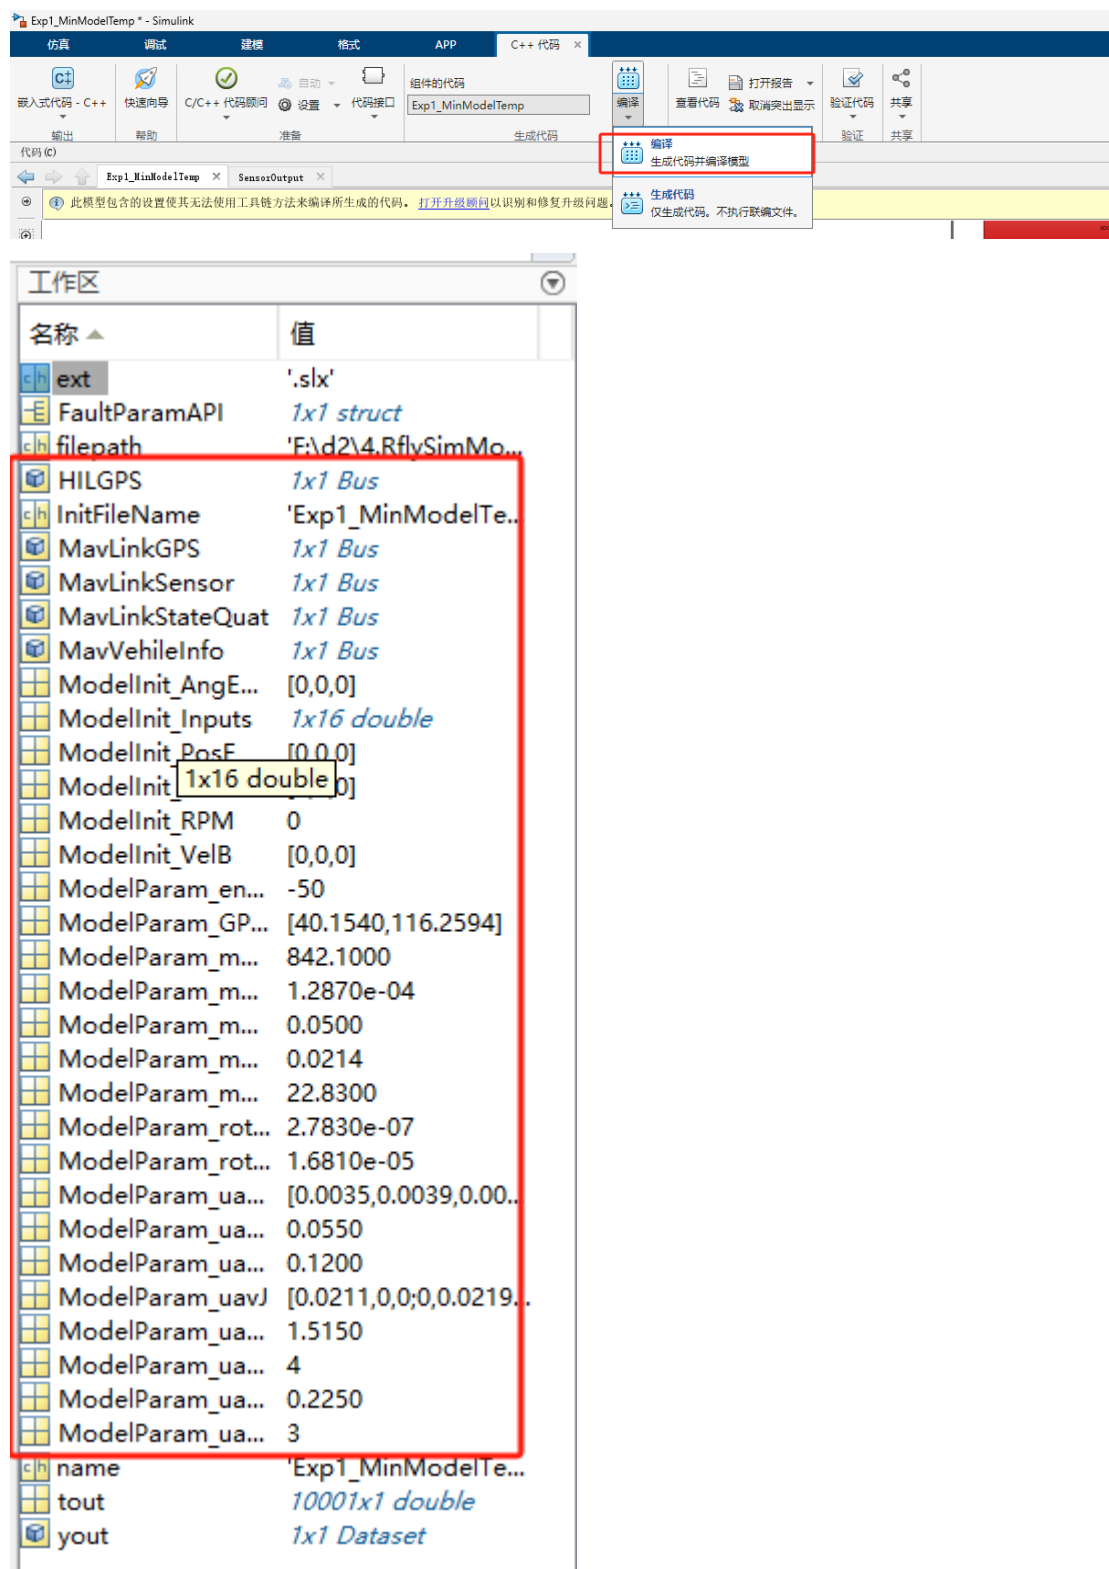 Exp1_MinModelTemp * - Simulink
仿真 调试 建模 格式 APP C++ 代码 ×
自动 组件的代码 打开报告
嵌入式代码 - C++ 快速向导 C/C++ 代码顾问 设置 代码接口 Exp1_MinModelTemp 编译 查看代码 取消突出显示 验证代码 共享
输出 帮助 准备 生成代码 验证 共享
代码(C)
编译
生成代码并编译模型
Exp1_MinModelTemp × SensorOutput ×
此模型包含的设置使其无法使用工具链方法来编译所生成的代码。 打开升级顾问以识别和修复升级问题。
生成代码
仅生成代码。不执行联编文件。
工作区
名称 值
ext '.slx'
FaultParamAPI 1x1 struct
filepath 'F:\d2\4.RflySimMo...
HILGPS 1x1 Bus
InitFileName 'Exp1_MinModelTe...
MavLinkGPS 1x1 Bus
MavLinkSensor 1x1 Bus
MavLinkStateQuat 1x1 Bus
MavVehileInfo 1x1 Bus
ModelInit_AngE... [0,0,0]
ModelInit_Inputs 1x16 double
ModelInit_PosE [0,0,0]
ModelInit_ 1x16 double 0]
ModelInit_RPM 0
ModelInit_VelB [0,0,0]
ModelParam_en... -50
ModelParam_GP... [40.1540,116.2594]
ModelParam_m... 842.1000
ModelParam_m... 1.2870e-04
ModelParam_m... 0.0500
ModelParam_m... 0.0214
ModelParam_m... 22.8300
ModelParam_rot... 2.7830e-07
ModelParam_rot... 1.6810e-05
ModelParam_ua... [0.0035,0.0039,0.00...
ModelParam_ua... 0.0550
ModelParam_ua... 0.1200
ModelParam_uavJ [0.0211,0,0;0,0.0219...
ModelParam_ua... 1.5150
ModelParam_ua... 4
ModelParam_ua... 0.2250
ModelParam_ua... 3
name 'Exp1_MinModelTe...
tout 10001x1 double
yout 1x1 Dataset